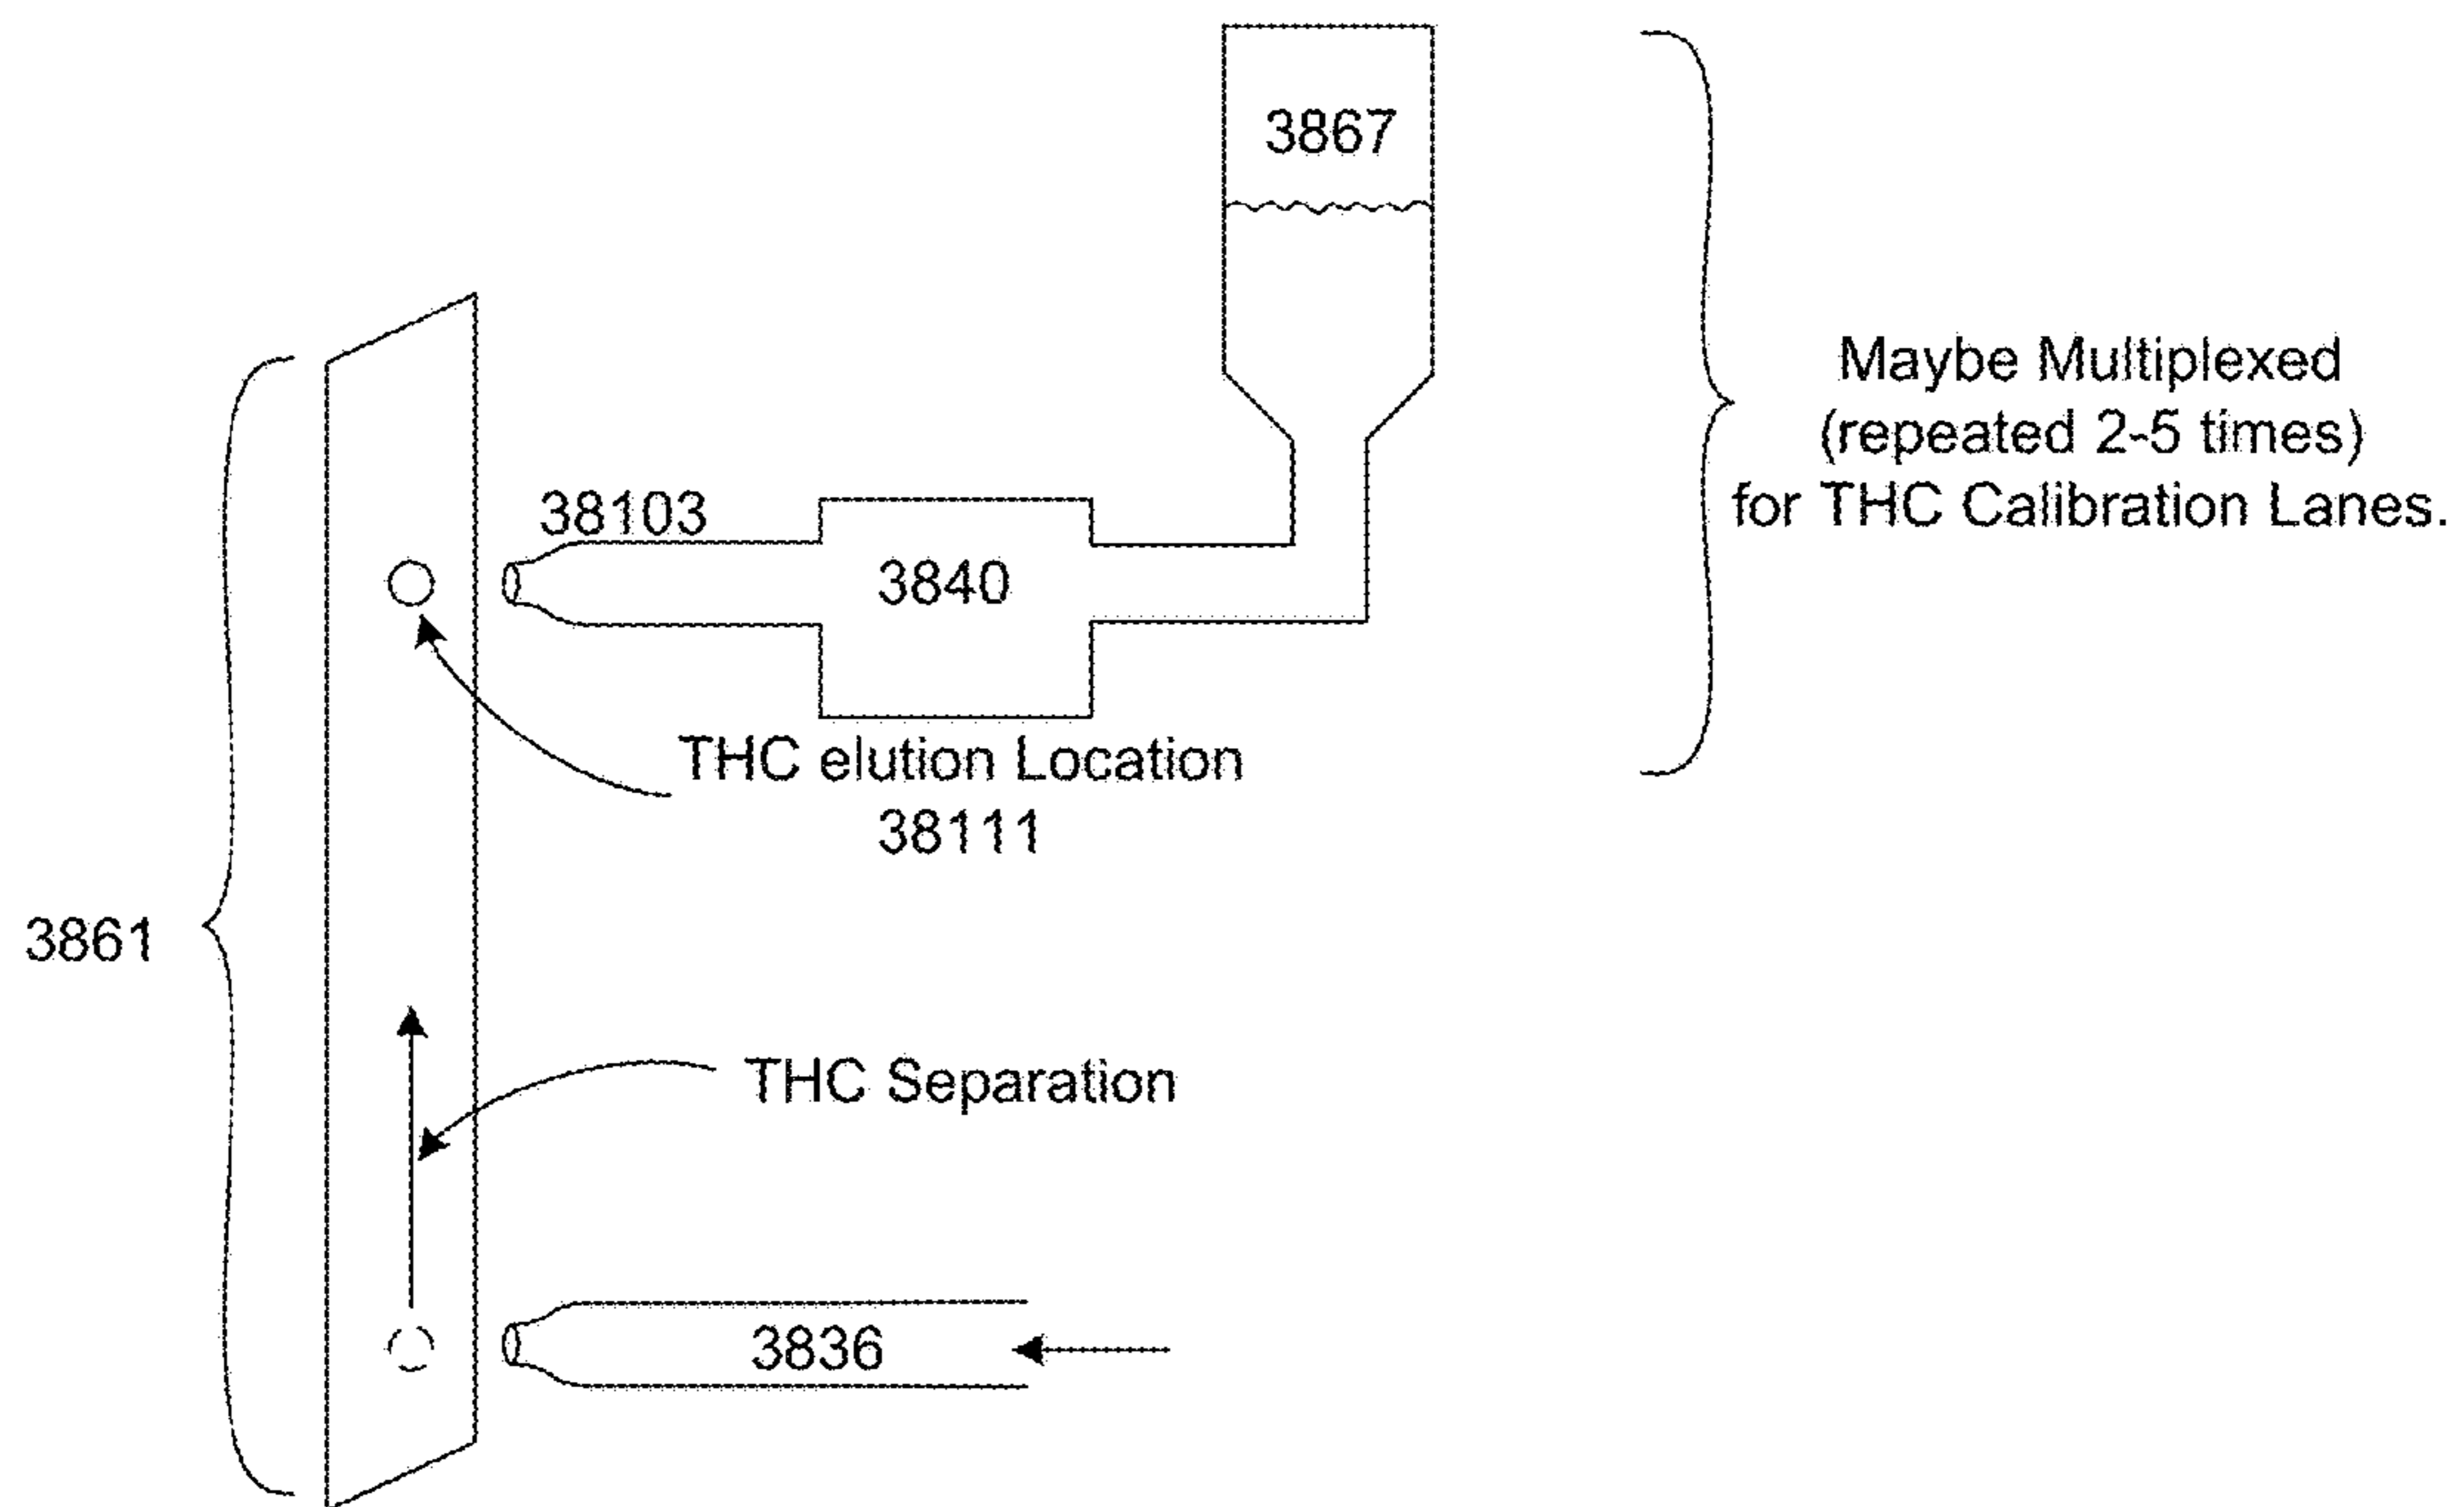 3867
Maybe Multiplexed
(repeated 2-5 times)
for THC Calibration Lanes.
38103
3840
THC elution Location
38111
3861
THC Separation
3836